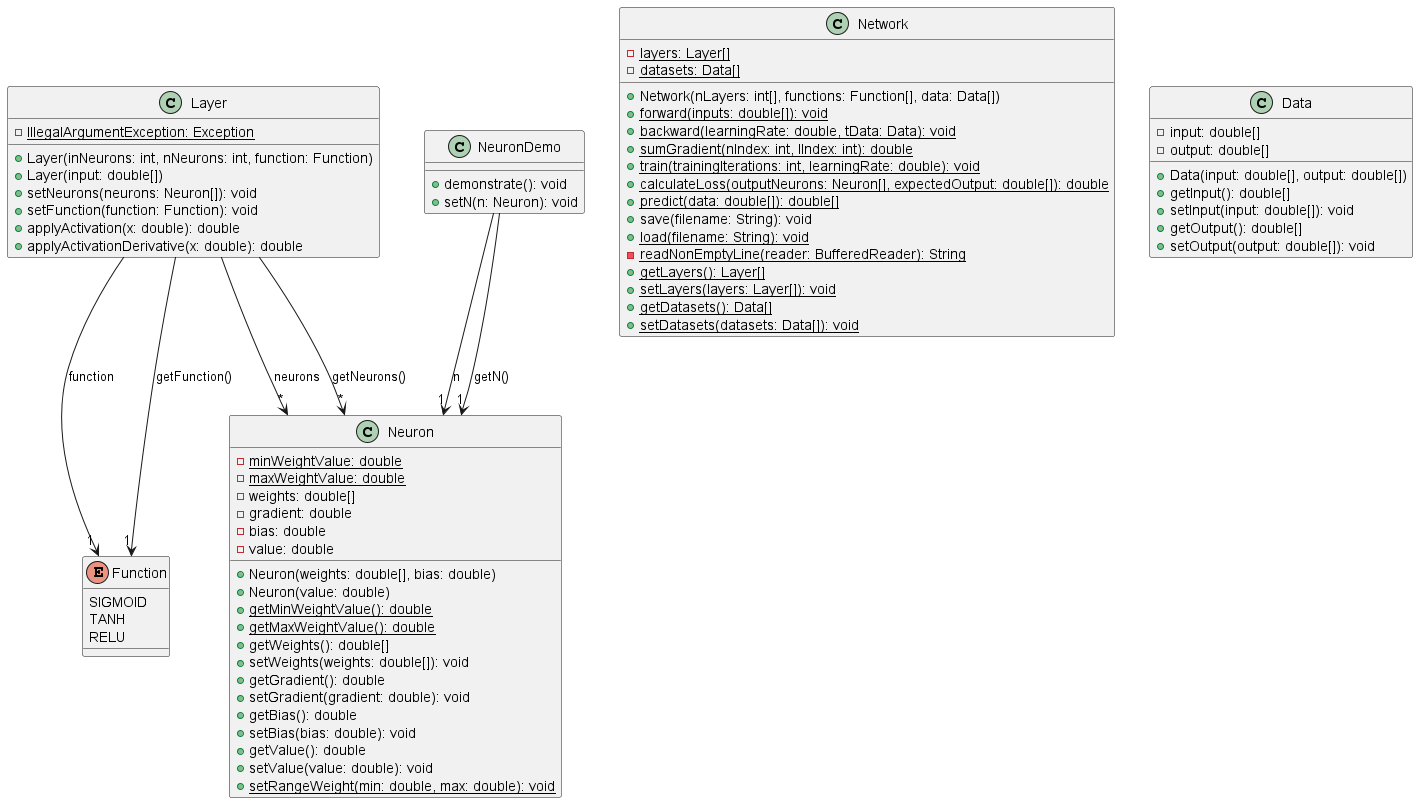 C Layer
IllegalArgumentException: Exception
Layer(inNeurons: int, nNeurons: int, function: Function)
Layer(input: double[])
setNeurons(neurons: Neuron[]): void
setFunction(function: Function): void
applyActivation(x: double): double
applyActivationDerivative(x: double): double
C NeuronDemo
demonstrate(): void
setN(n: Neuron): void
C Network
layers: Layer[]
datasets: Data[]
Network(nLayers: int[], functions: Function[], data: Data[])
forward(inputs: double[]): void
backward(learningRate: double, tData: Data): void
sumGradient(nIndex: int, lIndex: int): double
train(trainingIterations: int, learningRate: double): void
calculateLoss(outputNeurons: Neuron[], expectedOutput: double[]): double
predict(data: double[]): double[]
save(filename: String): void
load(filename: String): void
readNonEmptyLine(reader: BufferedReader): String
getLayers(): Layer[]
setLayers(layers: Layer[]): void
getDatasets(): Data[]
setDatasets(datasets: Data[]): void
C Data
input: double[]
output: double[]
Data(input: double[], output: double[])
getInput(): double[]
setInput(input: double[]): void
getOutput(): double[]
setOutput(output: double[]): void
function
getFunction()
neurons
getNeurons()
n
getN()
*
*
1
1
1
1
C Neuron
minWeightValue: double
maxWeightValue: double
weights: double[]
gradient: double
bias: double
value: double
Neuron(weights: double[], bias: double)
Neuron(value: double)
getMinWeightValue(): double
getMaxWeightValue(): double
getWeights(): double[]
setWeights(weights: double[]): void
getGradient(): double
setGradient(gradient: double): void
getBias(): double
setBias(bias: double): void
getValue(): double
setValue(value: double): void
setRangeWeight(min: double, max: double): void
E Function
SIGMOID
TANH
RELU